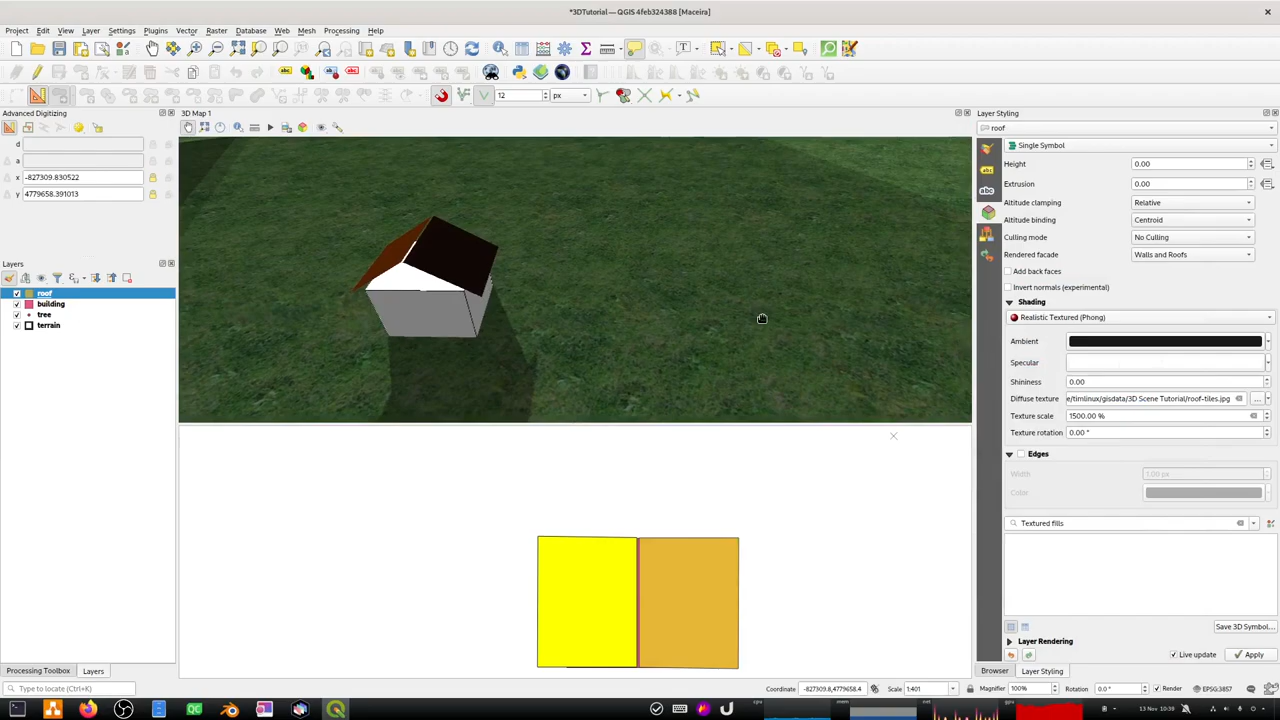 *3DTutorial — QGIS 4feb324388 [Maceira]
Project Edit View Layer Settings Plugins Vector Raster Database Web Mesh Processing Help
12 px
Advanced Digitizing
d
a
x -827309.830522
y 4779658.391013
Layers
roof
building
tree
terrain
Processing Toolbox Layers
3D Map 1
Layer Styling
roof
Single Symbol
Height 0.00
Extrusion 0.00
Altitude clamping Relative
Altitude binding Centroid
Culling mode No Culling
Rendered facade Walls and Roofs
Add back faces
Invert normals (experimental)
Shading
Realistic Textured (Phong)
Ambient
Specular
Shininess 0.00
Diffuse texture e/timlinux/gisdata/3D Scene Tutorial/roof-tiles.jpg ...
Texture scale 1500.00 %
Texture rotation 0.00 °
Edges
Width 1.00 px
Color
Textured fills
Save 3D Symbol...
Layer Rendering
Live update Apply
Browser Layer Styling
Type to locate (Ctrl+K)
Coordinate -827309.8,4779658.4 Scale 1:401 Magnifier 100% Rotation 0.0 ° Render EPSG:3857
13 Nov 10:39